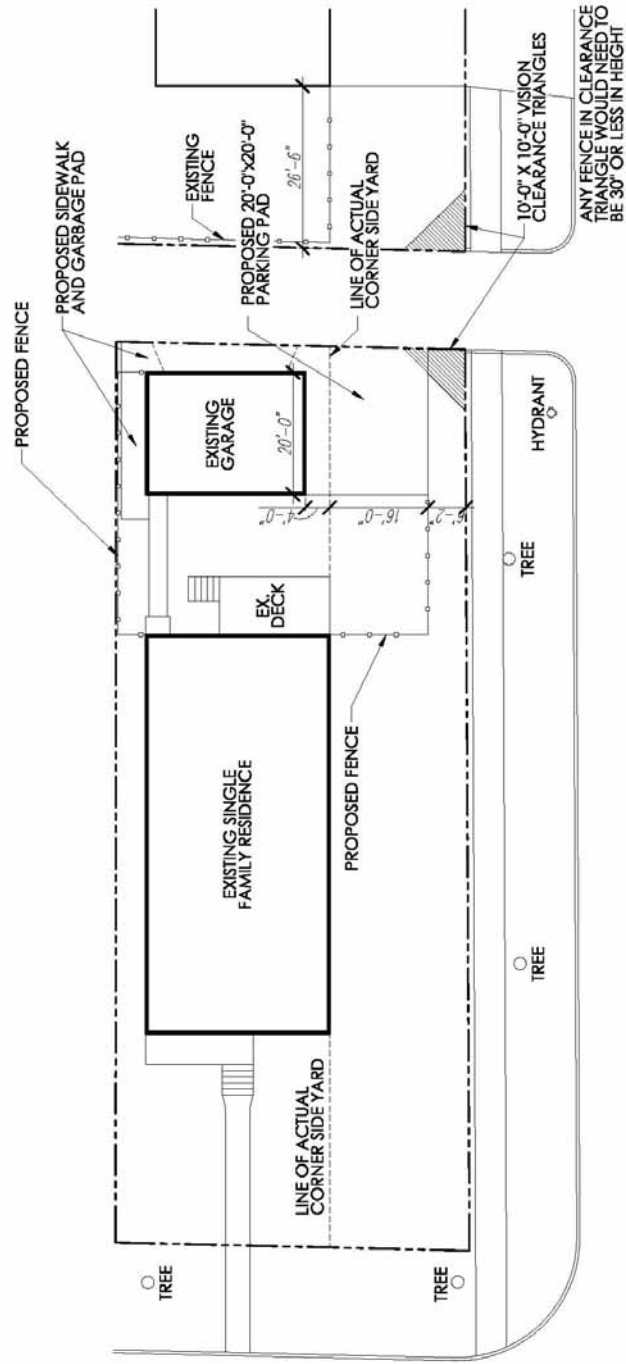 PROPOSED FENCE
PROPOSED SIDEWALK
AND GARBAGE PAD
EXISTING
FENCE
26'-6"
PROPOSED 20'-0"x20'-0"
PARKING PAD
LINE OF ACTUAL
CORNER SIDE YARD
10'-0" X 10'-0" VISION
CLEARANCE TRIANGLES
ANY FENCE IN CLEARANCE
TRIANGLE WOULD NEED TO
BE 30" OR LESS IN HEIGHT
EXISTING
GARAGE
20'-0"
4'-0"
16'-0"
6'-2"
EX.
DECK
HYDRANT
TREE
EXISTING SINGLE
FAMILY RESIDENCE
PROPOSED FENCE
TREE
LINE OF ACTUAL
CORNER SIDE YARD
TREE
TREE